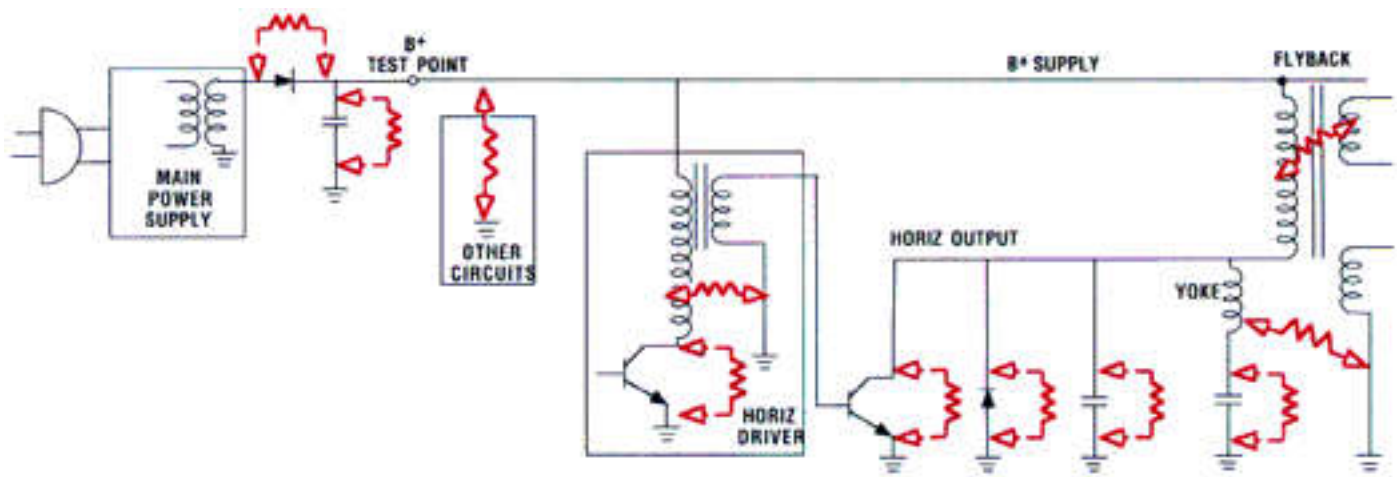 B+
TEST POINT
B+ SUPPLY
FLYBACK
MAIN
POWER
SUPPLY
OTHER
CIRCUITS
HORIZ OUTPUT
YOKE
HORIZ
DRIVER